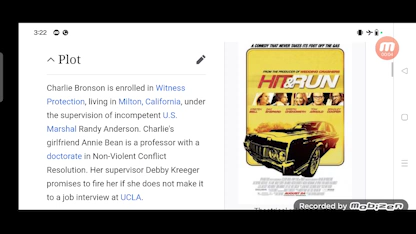 3:22
Plot
Charlie Bronson is enrolled in Witness
Protection, living in Milton, California, under
the supervision of incompetent U.S.
Marshal Randy Anderson. Charlie's
girlfriend Annie Bean is a professor with a
doctorate in Non-Violent Conflict
Resolution. Her supervisor Debby Kreeger
promises to fire her if she does not make it
to a job interview at UCLA.
A COMEDY THAT NEVER TAKES ITS FOOT OFF THE GAS
HIT&RUN
Recorded by Mobizen